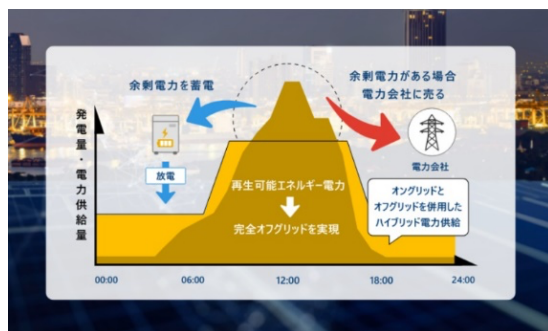 余剰電力を蓄電
余剰電力がある場合
電力会社に売る
発電量・電力供給量
放電
電力会社
再生可能エネルギー電力
完全オフグリッドを実現
オングリッドと
オフグリッドを併用した
ハイブリッド電力供給
00:00
06:00
12:00
18:00
24:00